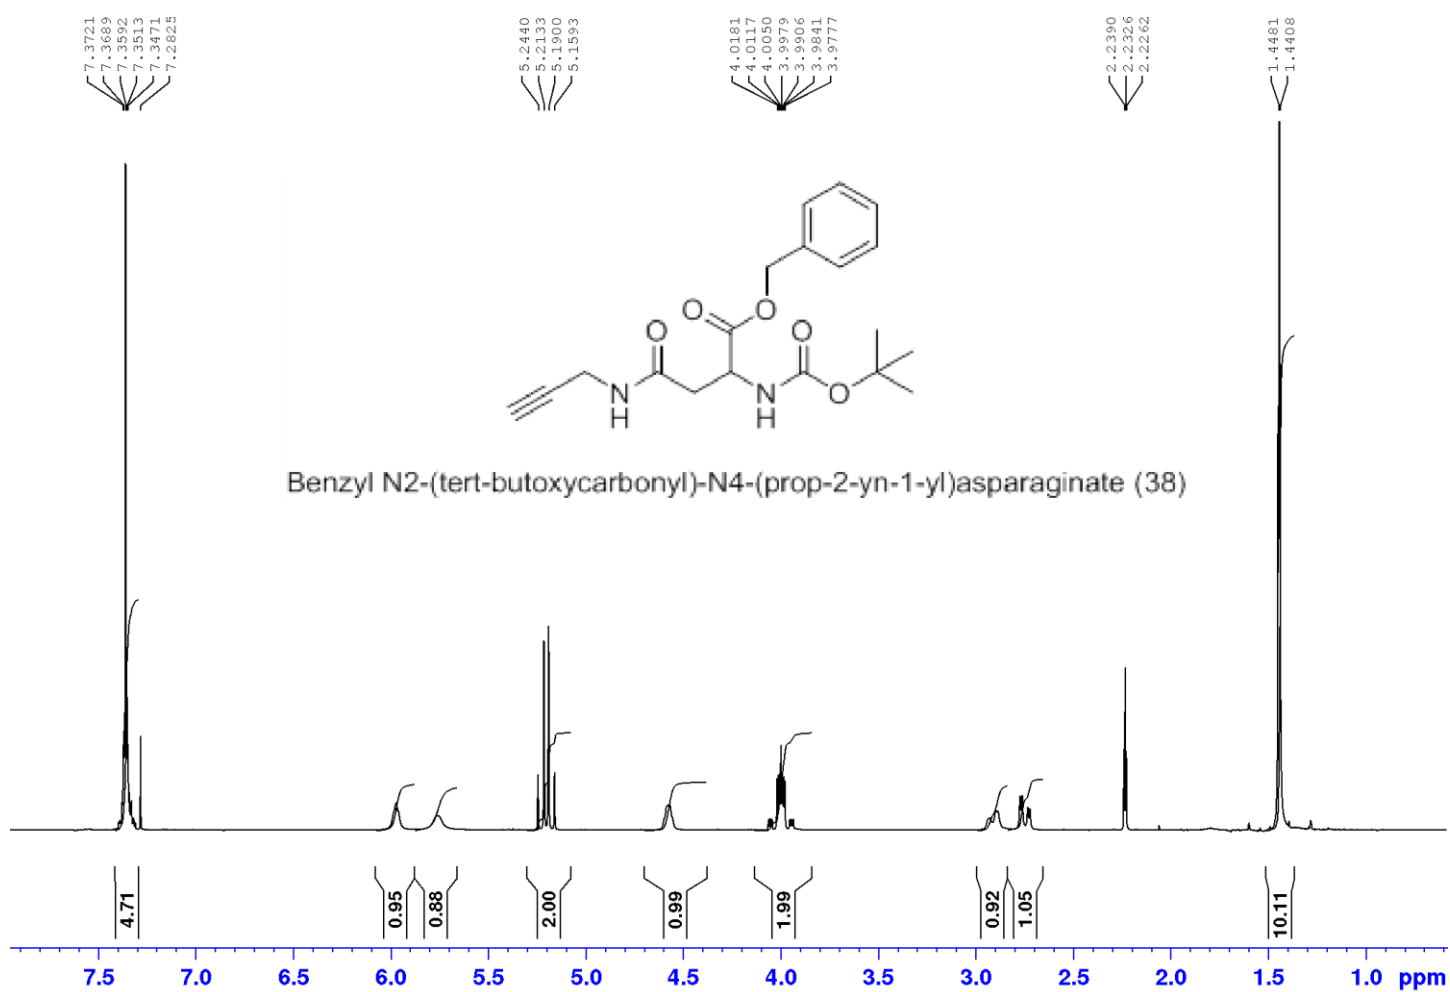 7.3721
7.3689
7.3592
7.3513
7.3471
7.2825
5.2440
5.2133
5.1900
5.1593
4.0181
4.0117
4.0050
3.9979
3.9906
3.9841
3.9777
2.2390
2.2326
2.2262
1.4481
1.4408
O
O O O
N
H
N
H
O
Benzyl N2-(tert-butoxycarbonyl)-N4-(prop-2-yn-1-yl)asparaginate (38)
4.71 0.95 0.88 2.00 0.99 1.99 0.92 1.05 10.11
7.5 7.0 6.5 6.0 5.5 5.0 4.5 4.0 3.5 3.0 2.5 2.0 1.5 1.0 ppm